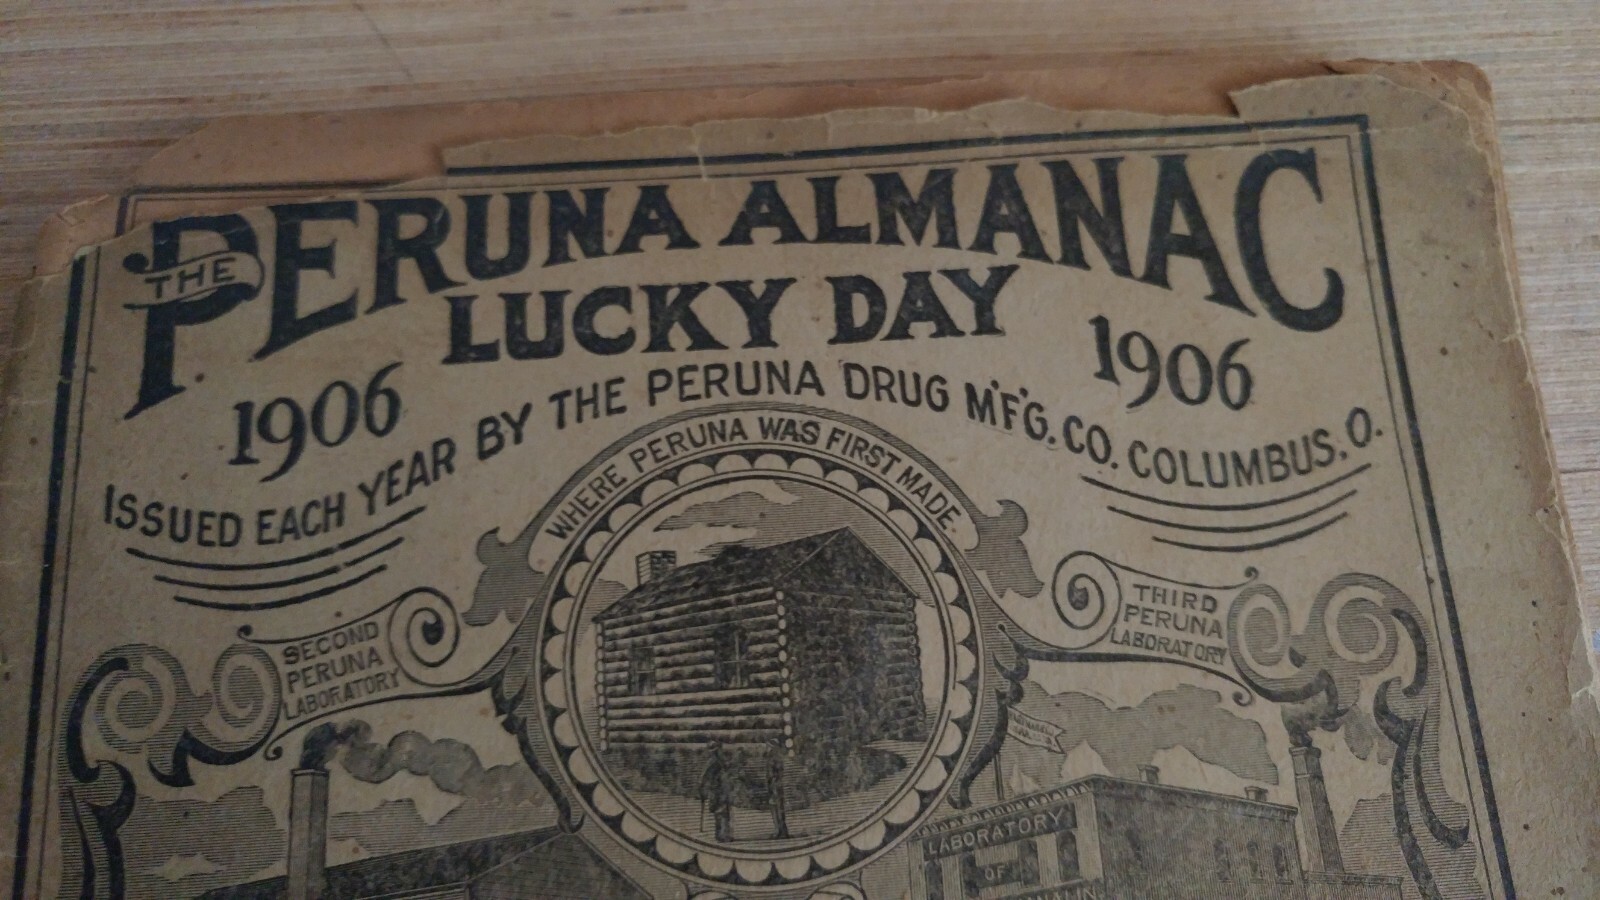 THE PERUNA ALMANAC
LUCKY DAY
1906 1906
ISSUED EACH YEAR BY THE PERUNA DRUG M'F'G. CO. COLUMBUS, O.
WHERE PERUNA WAS FIRST MADE.
SECOND
PERUNA
LABORATORY
THIRD
PERUNA
LABORATORY
LABORATORY
OF